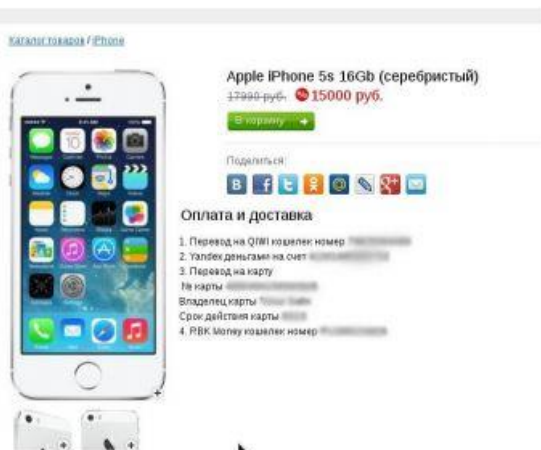 Каталог товаров / iPhone
Apple iPhone 5s 16Gb (серебристый)
17990 руб. 15000 руб.
В корзину
Поделиться:
Оплата и доставка
1. Перевод на QIWI кошелек номер
2. Yandex деньгами на счет
3. Перевод на карту
№ карты
Владелец карты
Срок действия карты
4. РBK Money кошелек номер